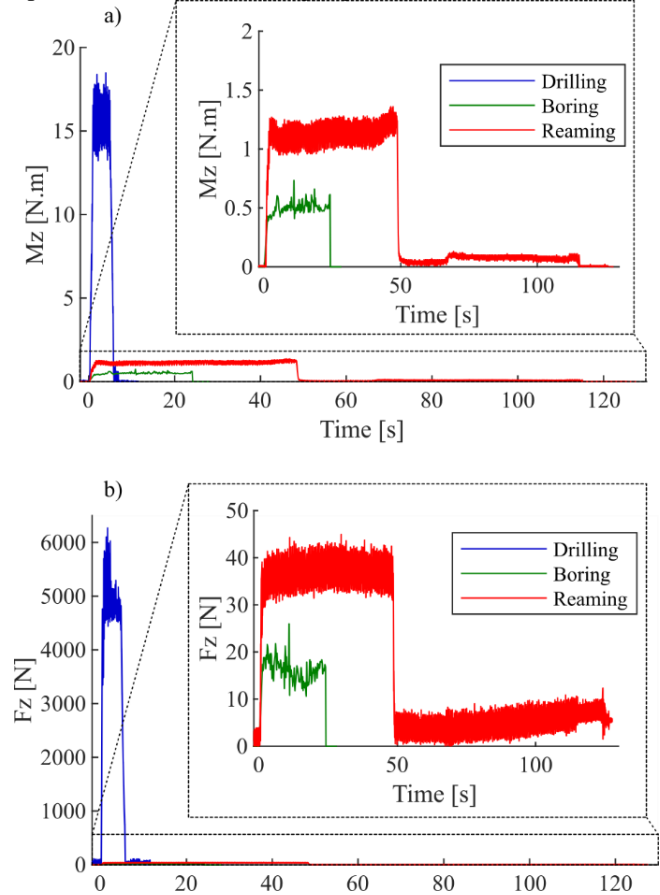 a)
Mz [N.m]
20
15
10
5
0
0 20 40 60 80 100 120
Time [s]
Mz [N.m]
2
1.5
1
0.5
0
0 50 100
Time [s]
Drilling
Boring
Reaming
b)
Fz [N]
6000
5000
4000
3000
2000
1000
0
0 20 40 60 80 100 120
Time [s]
Fz [N]
50
40
30
20
10
0
0 50 100
Time [s]
Drilling
Boring
Reaming